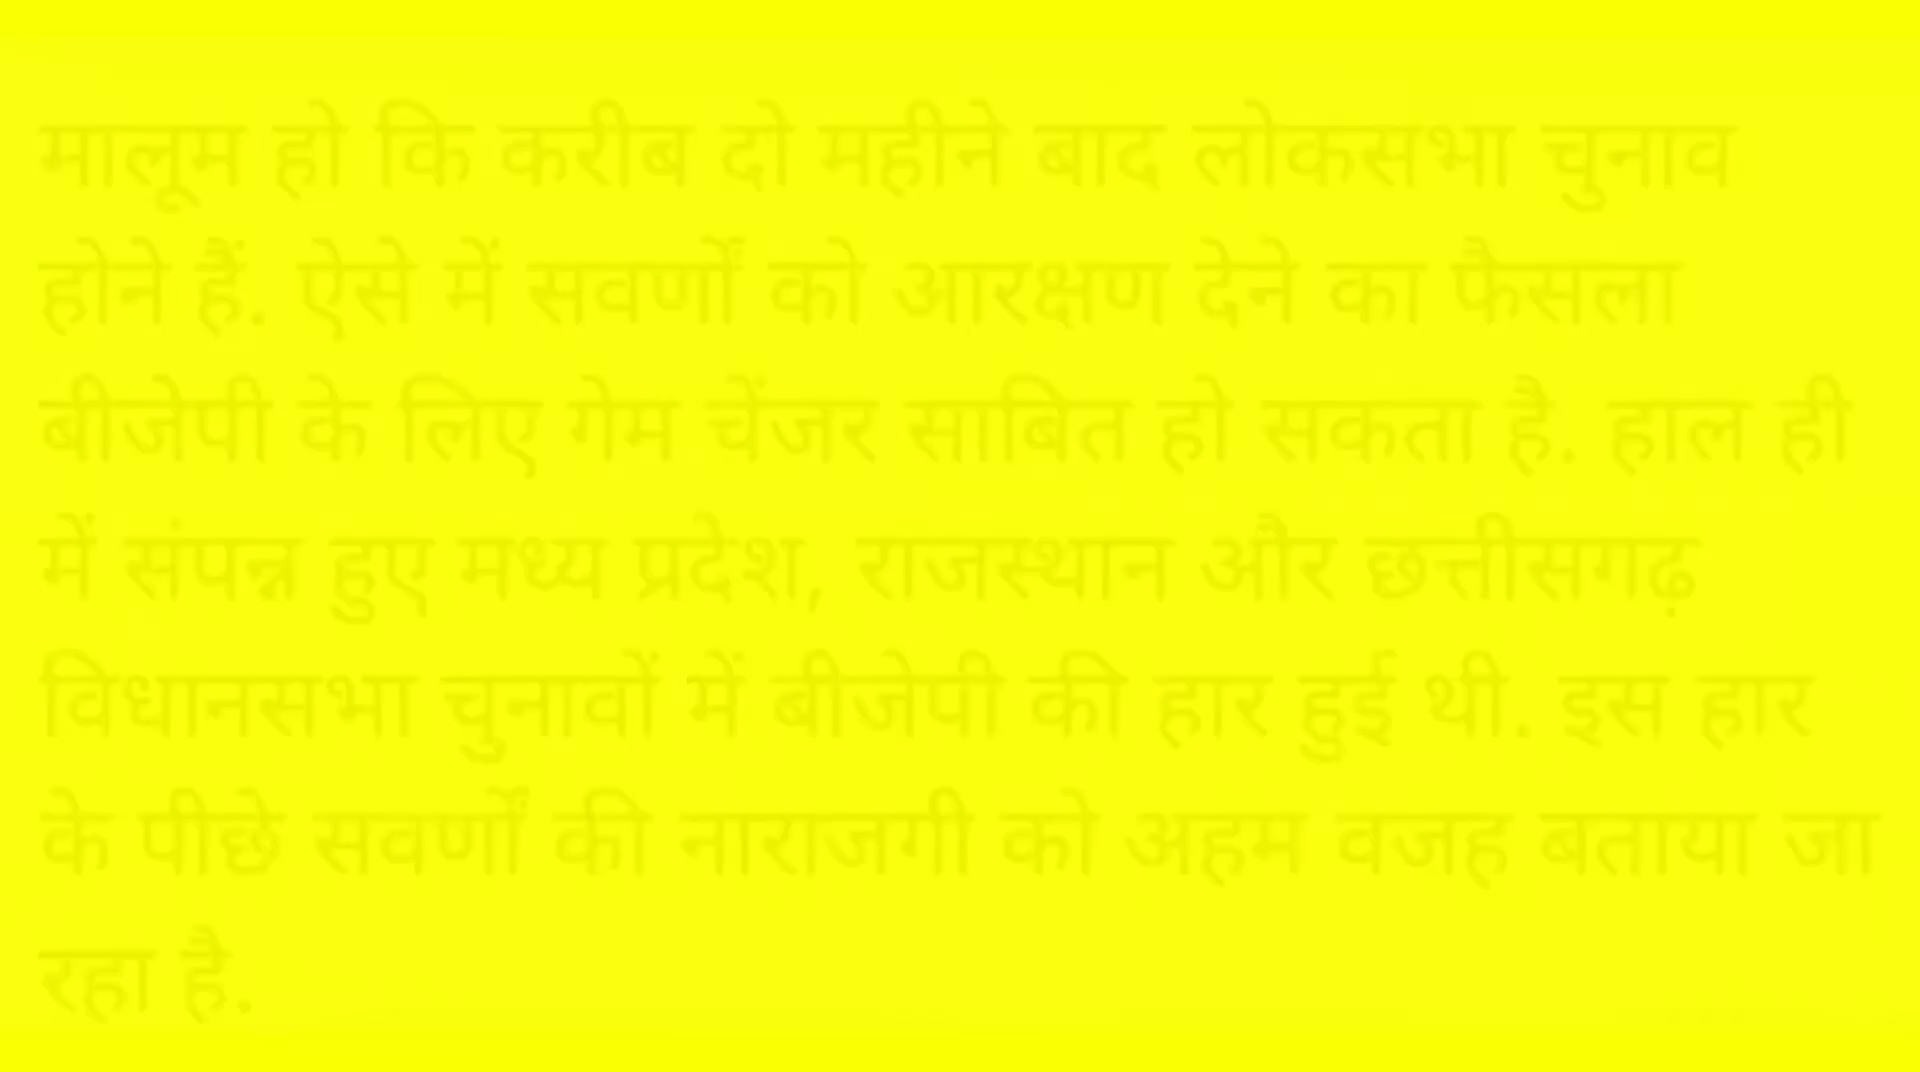 मालूम हो कि करीब दो महीने बाद लोकसभा चुनाव
होने हैं. ऐसे में सवर्णों को आरक्षण देने का फैसला
बीजेपी के लिए गेम चेंजर साबित हो सकता है. हाल ही
में संपन्न हुए मध्य प्रदेश, राजस्थान और छत्तीसगढ़
विधानसभा चुनावों में बीजेपी की हार हुई थी. इस हार
के पीछे सवर्णों की नाराजगी को अहम वजह बताया जा
रहा है.